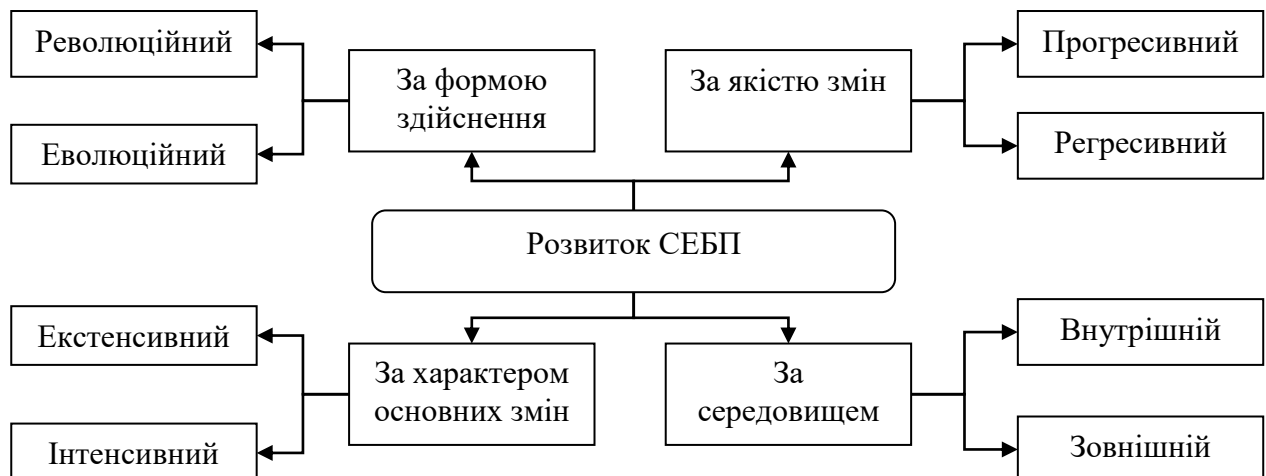 Революційний
Еволюційний
За формою
здійснення
За якістю змін
Прогресивний
Регресивний
Розвиток СЕБП
Екстенсивний
Інтенсивний
За характером
основних змін
За
середовищем
Внутрішній
Зовнішній